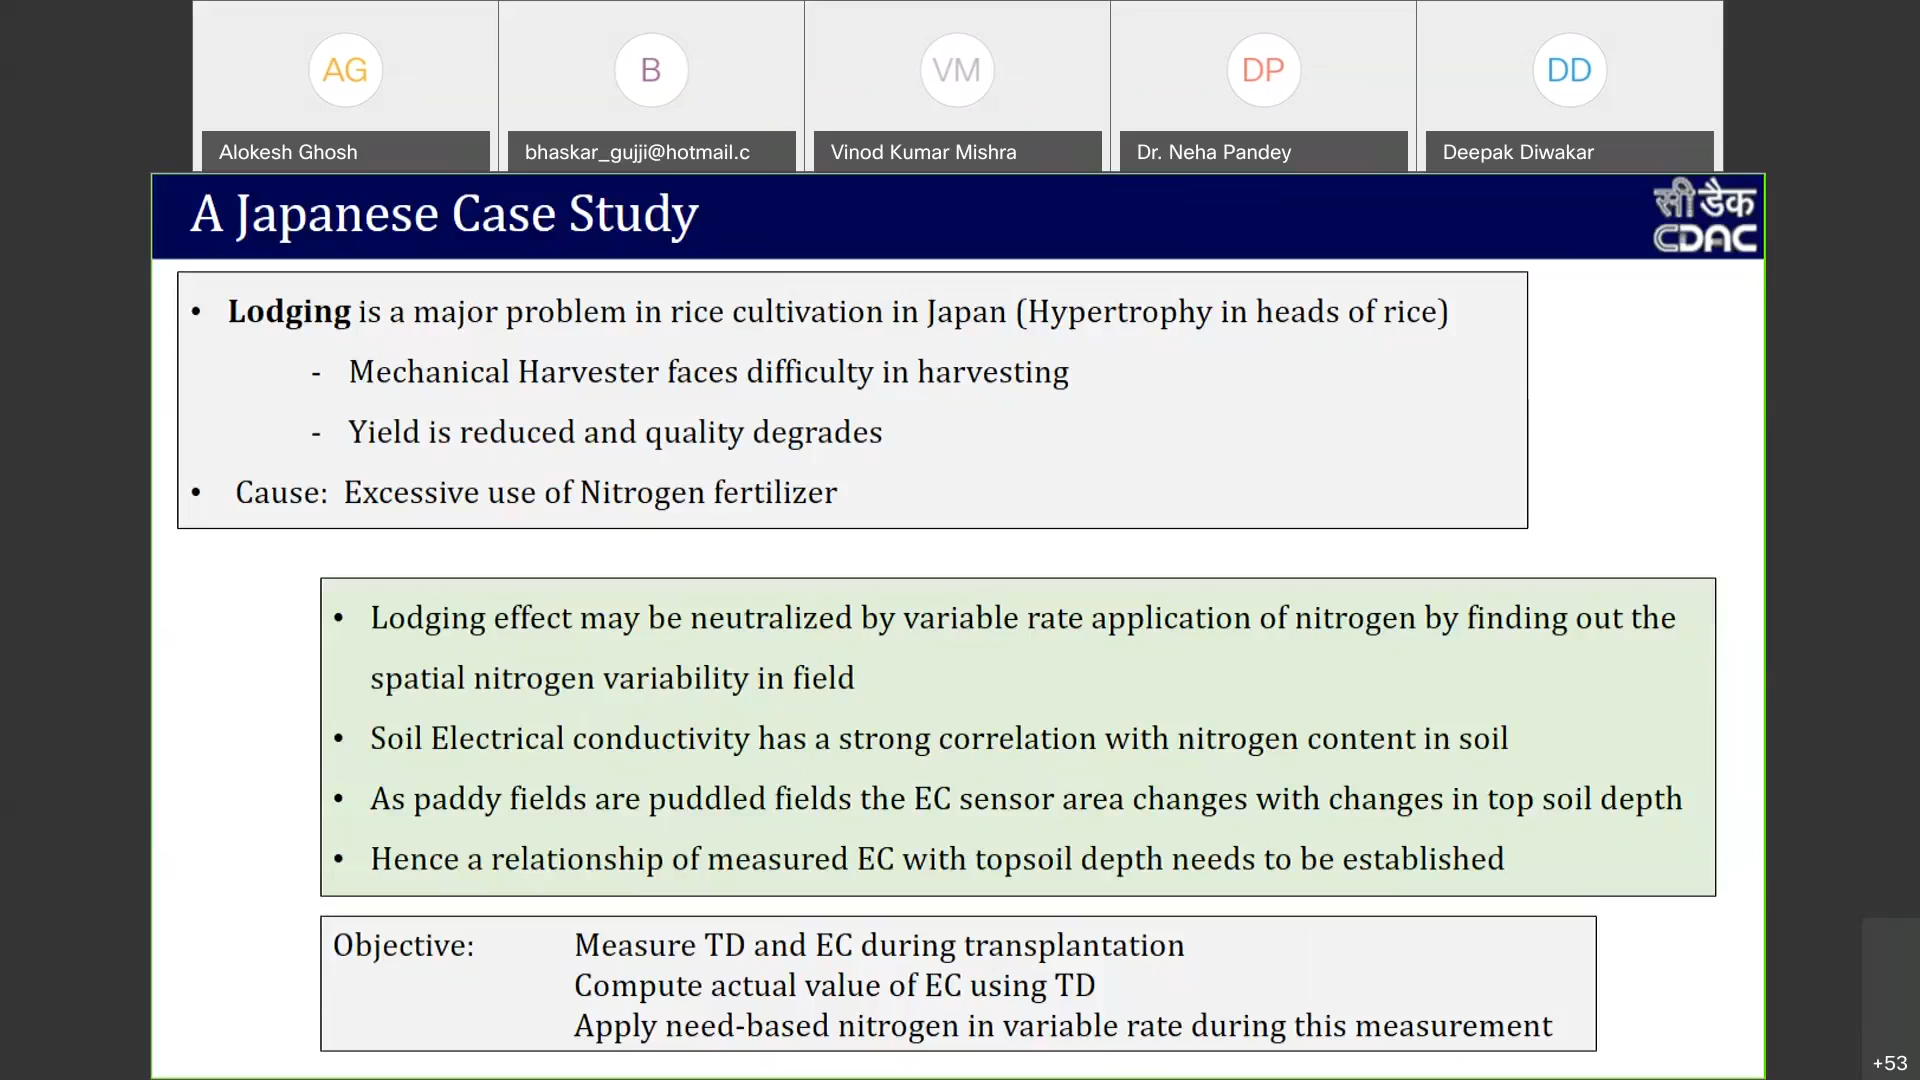 AG
B
VM
DP
DD
Alokesh Ghosh
bhaskar_gujji@hotmail.c
Vinod Kumar Mishra
Dr. Neha Pandey
Deepak Diwakar
A Japanese Case Study
सी डैक
CDAC
• Lodging is a major problem in rice cultivation in Japan (Hypertrophy in heads of rice)
- Mechanical Harvester faces difficulty in harvesting
- Yield is reduced and quality degrades
• Cause: Excessive use of Nitrogen fertilizer
• Lodging effect may be neutralized by variable rate application of nitrogen by finding out the
spatial nitrogen variability in field
• Soil Electrical conductivity has a strong correlation with nitrogen content in soil
• As paddy fields are puddled fields the EC sensor area changes with changes in top soil depth
• Hence a relationship of measured EC with topsoil depth needs to be established
Objective: Measure TD and EC during transplantation
Compute actual value of EC using TD
Apply need-based nitrogen in variable rate during this measurement
+53